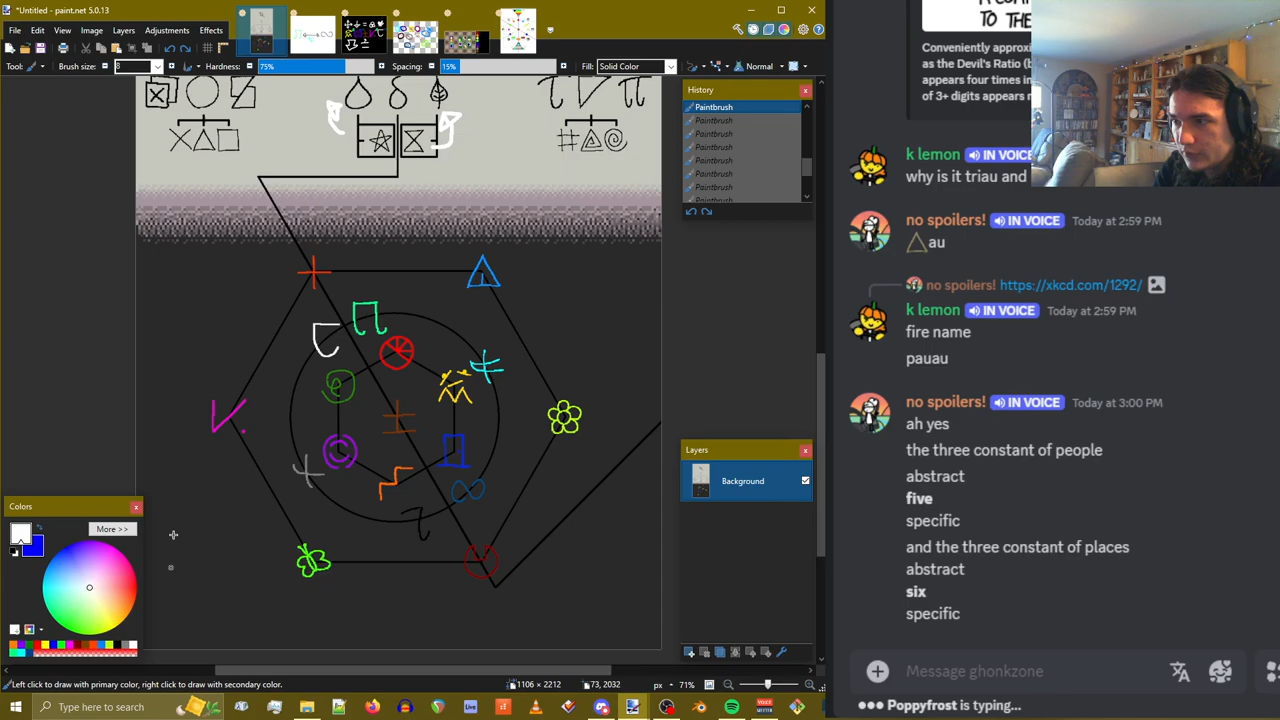 *Untitled - paint.net 5.0.13
File Edit View Image Layers Adjustments Effects
Tool: Brush size: 8 Hardness: 75% Spacing: 15% Fill: Solid Color Normal
History
Paintbrush
Paintbrush
Paintbrush
Paintbrush
Paintbrush
Paintbrush
Paintbrush
Paintbrush
Layers
Background
Colors
More >>
Left click to draw with primary color, right click to draw with secondary color.
1106 × 2212
73, 2032
px
71%
Type here to search
Live
TO THE
Conveniently approxi
as the Devil's Ratio (
appears four times in
of 3+ digits appears r
k lemon IN VOICE
why is it triau and
no spoilers! IN VOICE Today at 2:59 PM
△au
no spoilers! https://xkcd.com/1292/
k lemon IN VOICE Today at 2:59 PM
fire name
pauau
no spoilers! IN VOICE Today at 3:00 PM
ah yes
the three constant of people
abstract
five
specific
and the three constant of places
abstract
six
specific
Message ghonkzone
Poppyfrost is typing...